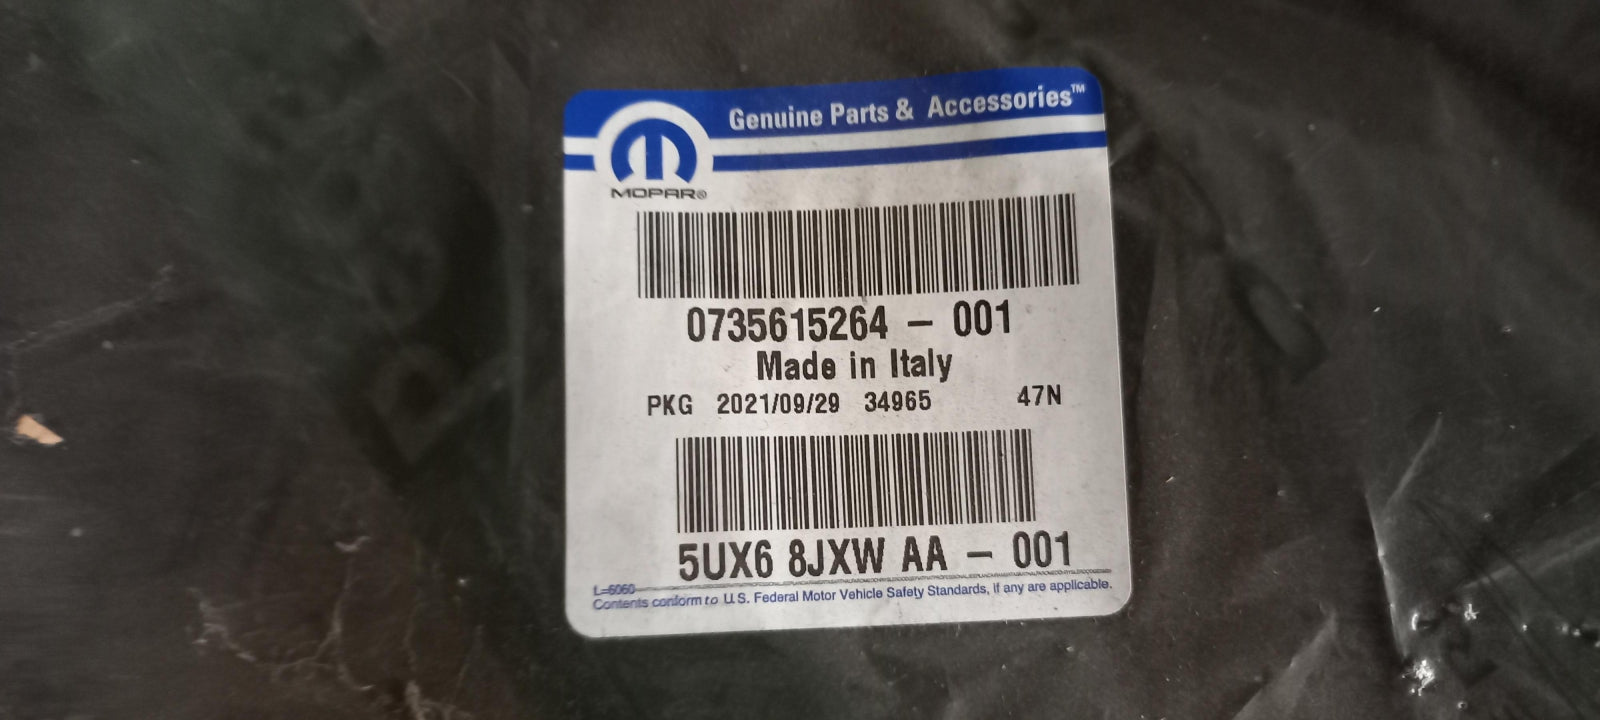 Genuine Parts & Accessories™
MOPAR®
0735615264 – 001
Made in Italy
PKG 2021/09/29 34965 47N
5UX6 8JXW AA – 001
L=6060
Contents conform to U.S. Federal Motor Vehicle Safety Standards, if any are applicable.